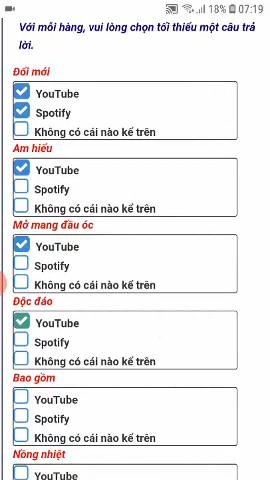 18% 07:19
Với mỗi hàng, vui lòng chọn tối thiểu một câu trả
lời.
Đổi mới
YouTube
Spotify
Không có cái nào kể trên
Am hiểu
YouTube
Spotify
Không có cái nào kể trên
Mở mang đầu óc
YouTube
Spotify
Không có cái nào kể trên
Độc đáo
YouTube
Spotify
Không có cái nào kể trên
Bao gồm
YouTube
Spotify
Không có cái nào kể trên
Nồng nhiệt
YouTube